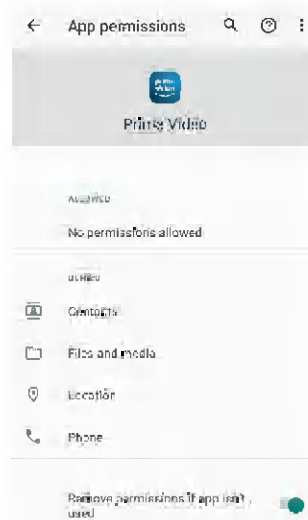 App permissions
Prime Video
ALLOWED
No permissions allowed
DENIED
Contacts
Files and media
Location
Phone
Remove permissions if app isn't
used